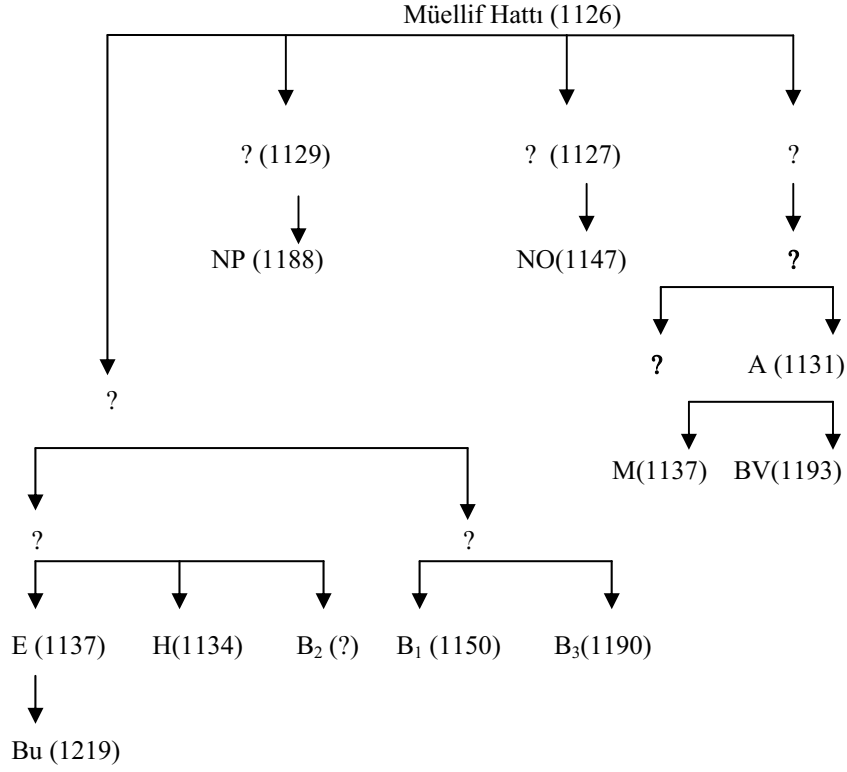 Müellif Hattı (1126)
? (1129) ? (1127) ?
NP (1188) NO(1147) ?
? A (1131)
?
M(1137) BV(1193)
? ?
E (1137) H(1134) B₂ (?) B₁ (1150) B₃(1190)
Bu (1219)